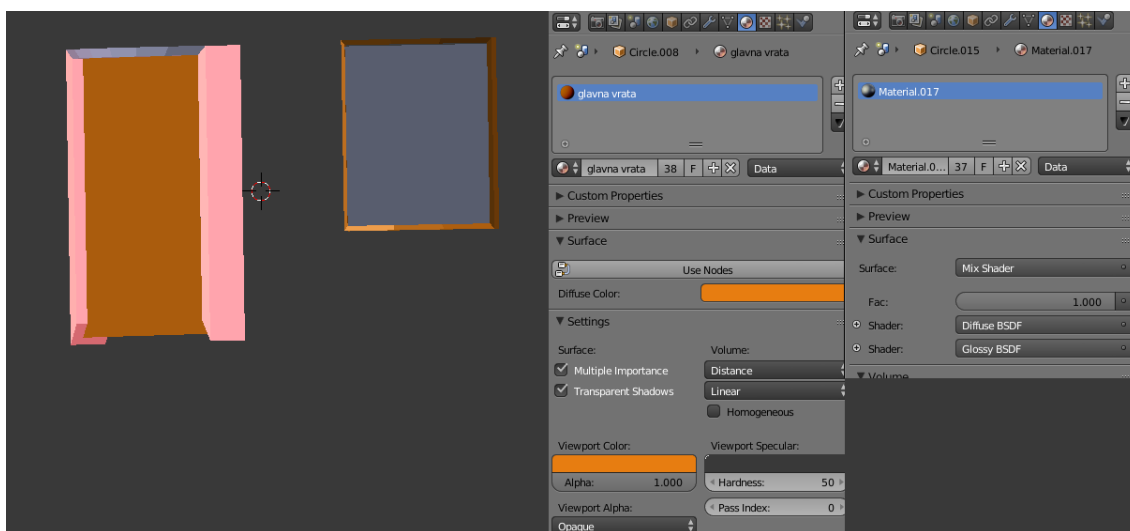 Circle.008 glavna vrata
glavna vrata
glavna vrata 38 F Data
Custom Properties
Preview
Surface
Use Nodes
Diffuse Color:
Settings
Surface: Volume:
Multiple Importance Distance
Transparent Shadows Linear
Homogeneous
Viewport Color: Viewport Specular:
Alpha: 1.000 Hardness: 50
Viewport Alpha: Pass Index: 0
Opaque
Circle.015 Material.017
Material.017
Material.0... 37 F Data
Custom Properties
Preview
Surface
Surface: Mix Shader
Fac: 1.000
Shader: Diffuse BSDF
Shader: Glossy BSDF
Volume